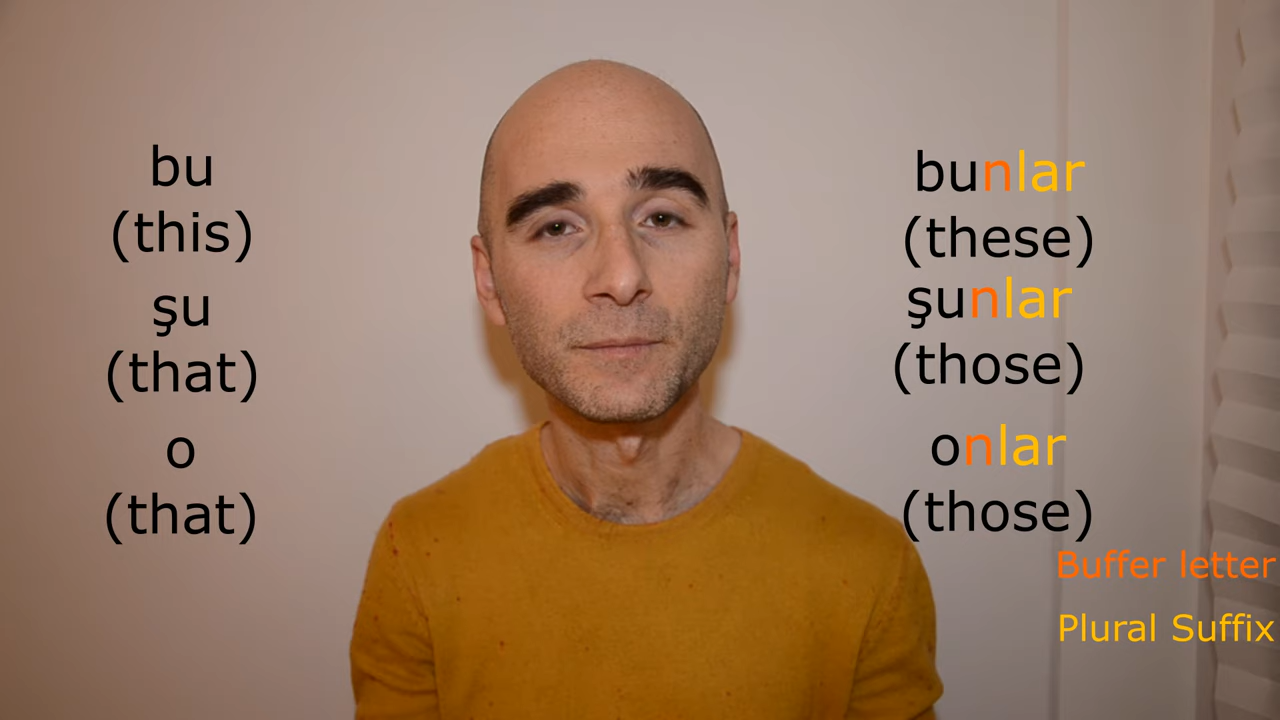 bu
(this)
şu
(that)
o
(that)
bunlar
(these)
şunlar
(those)
onlar
(those)
Buffer letter
Plural Suffix